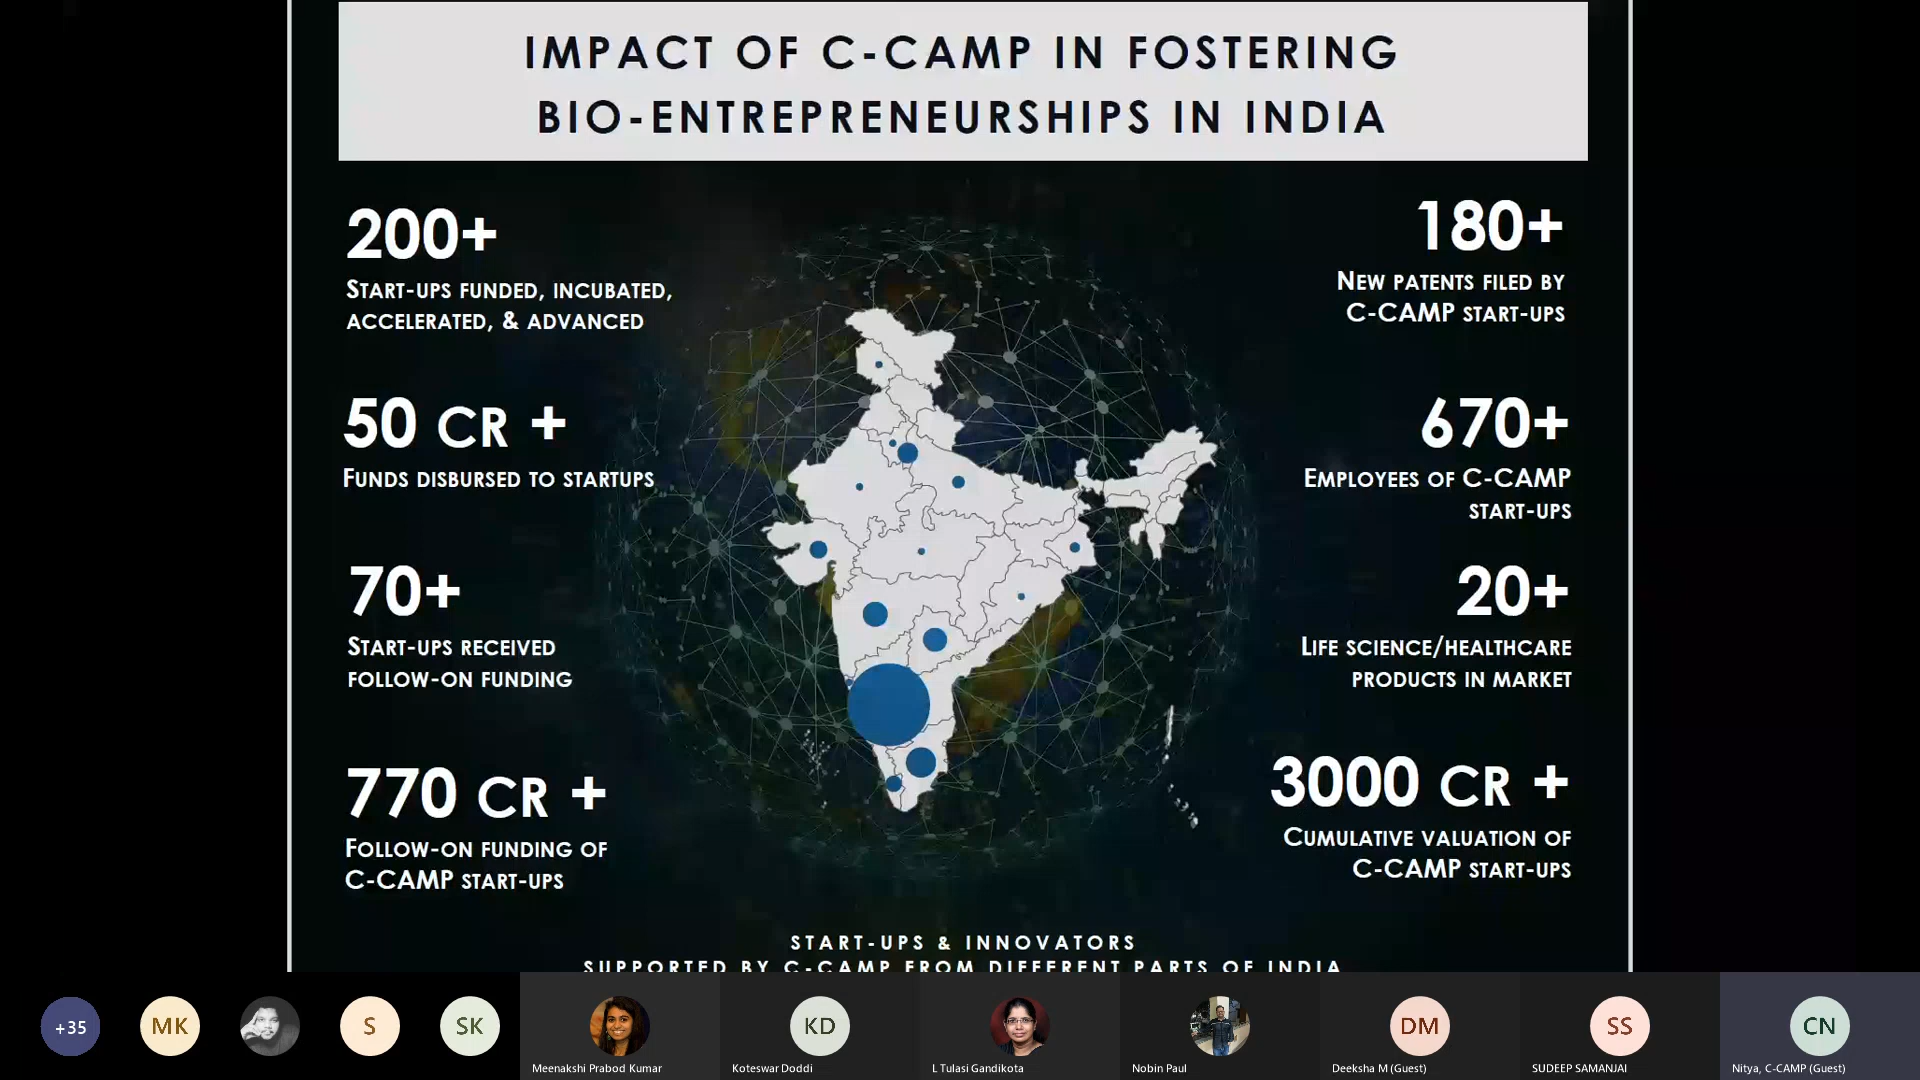 IMPACT OF C-CAMP IN FOSTERING
BIO-ENTREPRENEURSHIPS IN INDIA
200+
START-UPS FUNDED, INCUBATED,
ACCELERATED, & ADVANCED
50 CR +
FUNDS DISBURSED TO STARTUPS
70+
START-UPS RECEIVED
FOLLOW-ON FUNDING
770 CR +
FOLLOW-ON FUNDING OF
C-CAMP START-UPS
180+
NEW PATENTS FILED BY
C-CAMP START-UPS
670+
EMPLOYEES OF C-CAMP
START-UPS
20+
LIFE SCIENCE/HEALTHCARE
PRODUCTS IN MARKET
3000 CR +
CUMULATIVE VALUATION OF
C-CAMP START-UPS
START-UPS & INNOVATORS
SUPPORTED BY C-CAMP FROM DIFFERENT PARTS OF INDIA
+35
MK
S
SK
KD
DM
SS
CN
Meenakshi Prabod Kumar
Koteswar Doddi
L Tulasi Gandikota
Nobin Paul
Deeksha M (Guest)
SUDEEP SAMANJAI
Nitya, C-CAMP (Guest)